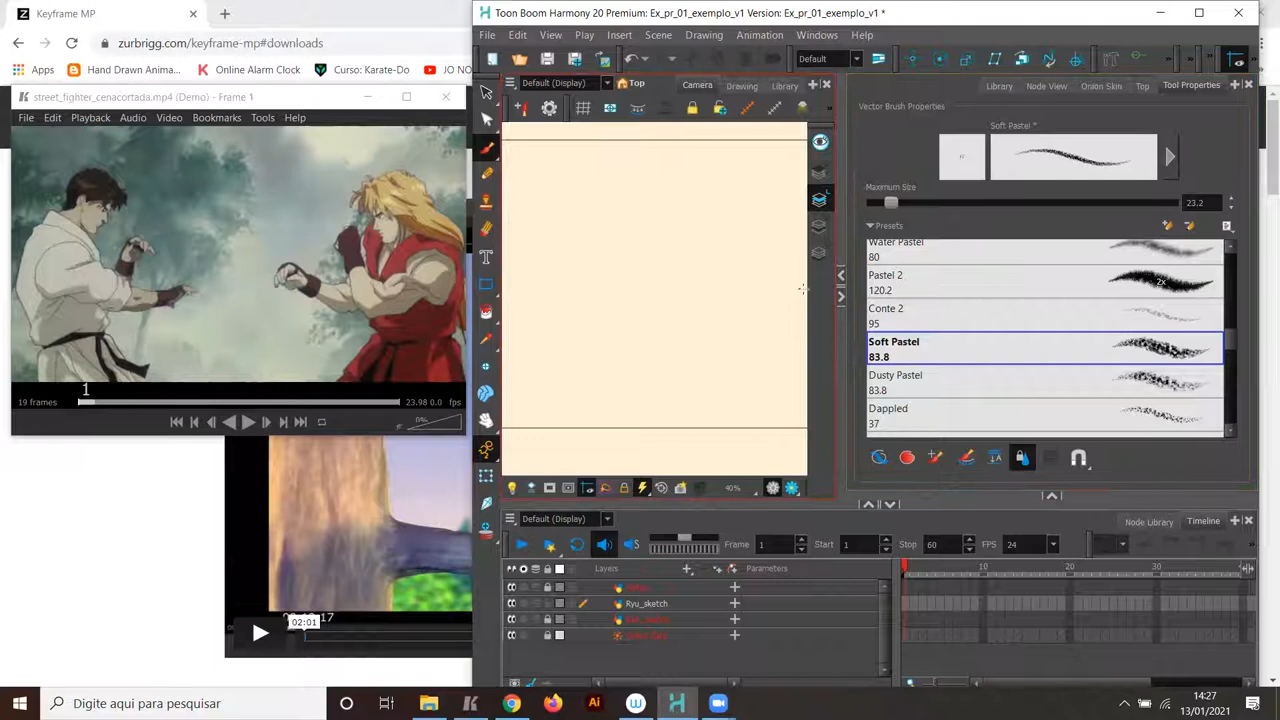 Keyframe MP
zurbrigg.com/keyframe-mp#downloads
Apps
Hand Drawn Anima...
Online Alarm Clock
Curso: Karate-Do
JO NO
street_fighter_cenacortada.mp4 (Demo) - Frame 1
File Edit Playback Audio Video Bookmarks Tools Help
1
19 frames
23.98 fps
0%
02:01
Toon Boom Harmony 20 Premium: Ex_pr_01_exemplo_v1 Version: Ex_pr_01_exemplo_v1 *
File Edit View Play Insert Scene Drawing Animation Windows Help
Default
Default (Display)
Top
Camera
Drawing
Library
40%
Library
Node View
Onion Skin
Top
Tool Properties
Vector Brush Properties
Soft Pastel *
Maximum Size
23.2
Presets
Water Pastel
80
Pastel 2
120.2
2x
Conte 2
95
Soft Pastel
83.8
Dusty Pastel
83.8
Dappled
37
Default (Display)
Node Library
Timeline
Frame 1 Start 1 Stop 60 FPS 24
Layers
Parameters
10 20 30
Ryu_sketch
Digite aqui para pesquisar
14:27
13/01/2021